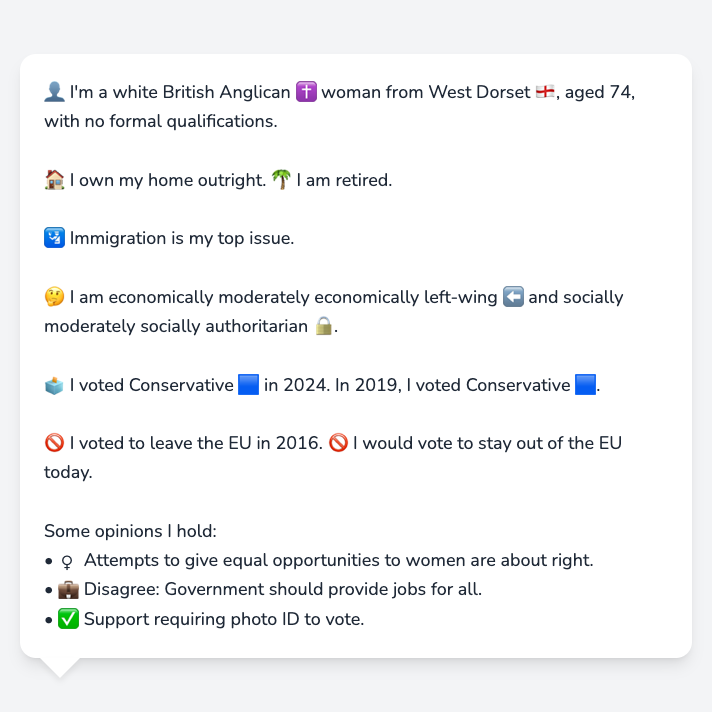 👤 I'm a white British Anglican ✝️ woman from West Dorset 🏴󠁧󠁢󠁥󠁮󠁧󠁿, aged 74,
with no formal qualifications.
🏠 I own my home outright. 🌴 I am retired.
🛂 Immigration is my top issue.
🤔 I am economically moderately economically left-wing ⬅️ and socially
moderately socially authoritarian 🔒.
🗳️ I voted Conservative 🟦 in 2024. In 2019, I voted Conservative 🟦.
🚫 I voted to leave the EU in 2016. 🚫 I would vote to stay out of the EU
today.
Some opinions I hold:
• ♀ Attempts to give equal opportunities to women are about right.
• 💼 Disagree: Government should provide jobs for all.
• ✅ Support requiring photo ID to vote.